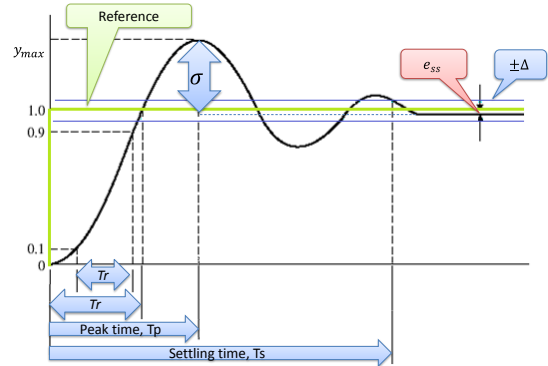 Reference
y_max
σ
e_ss
±Δ
1.0
0.9
0.1
0
Tr
Tr
Peak time, Tp
Settling time, Ts